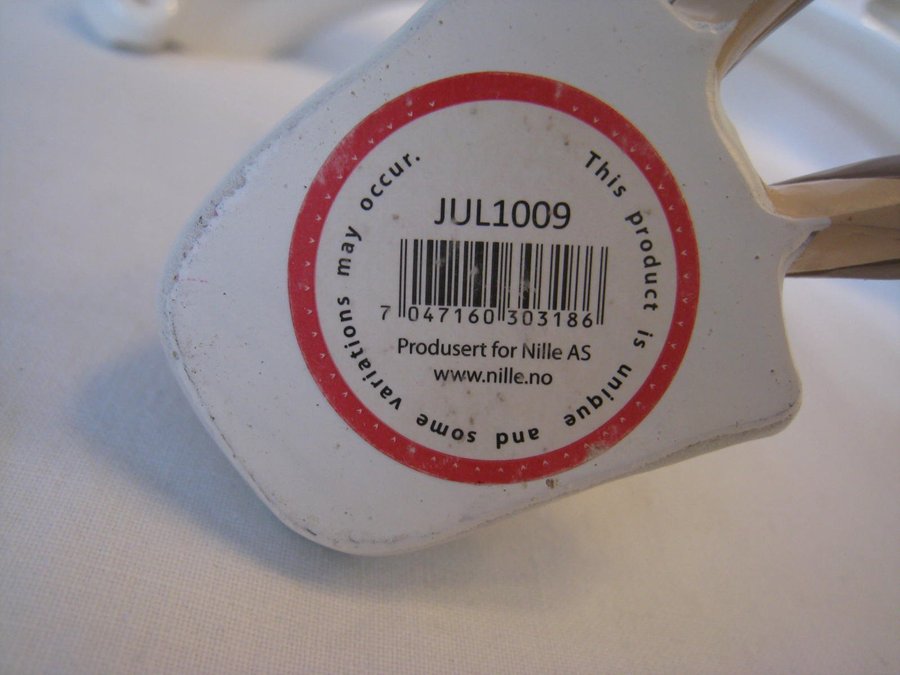 This product is unique and some variations may occur.
JUL1009
7 047160 303186
Produsert for Nille AS
www.nille.no